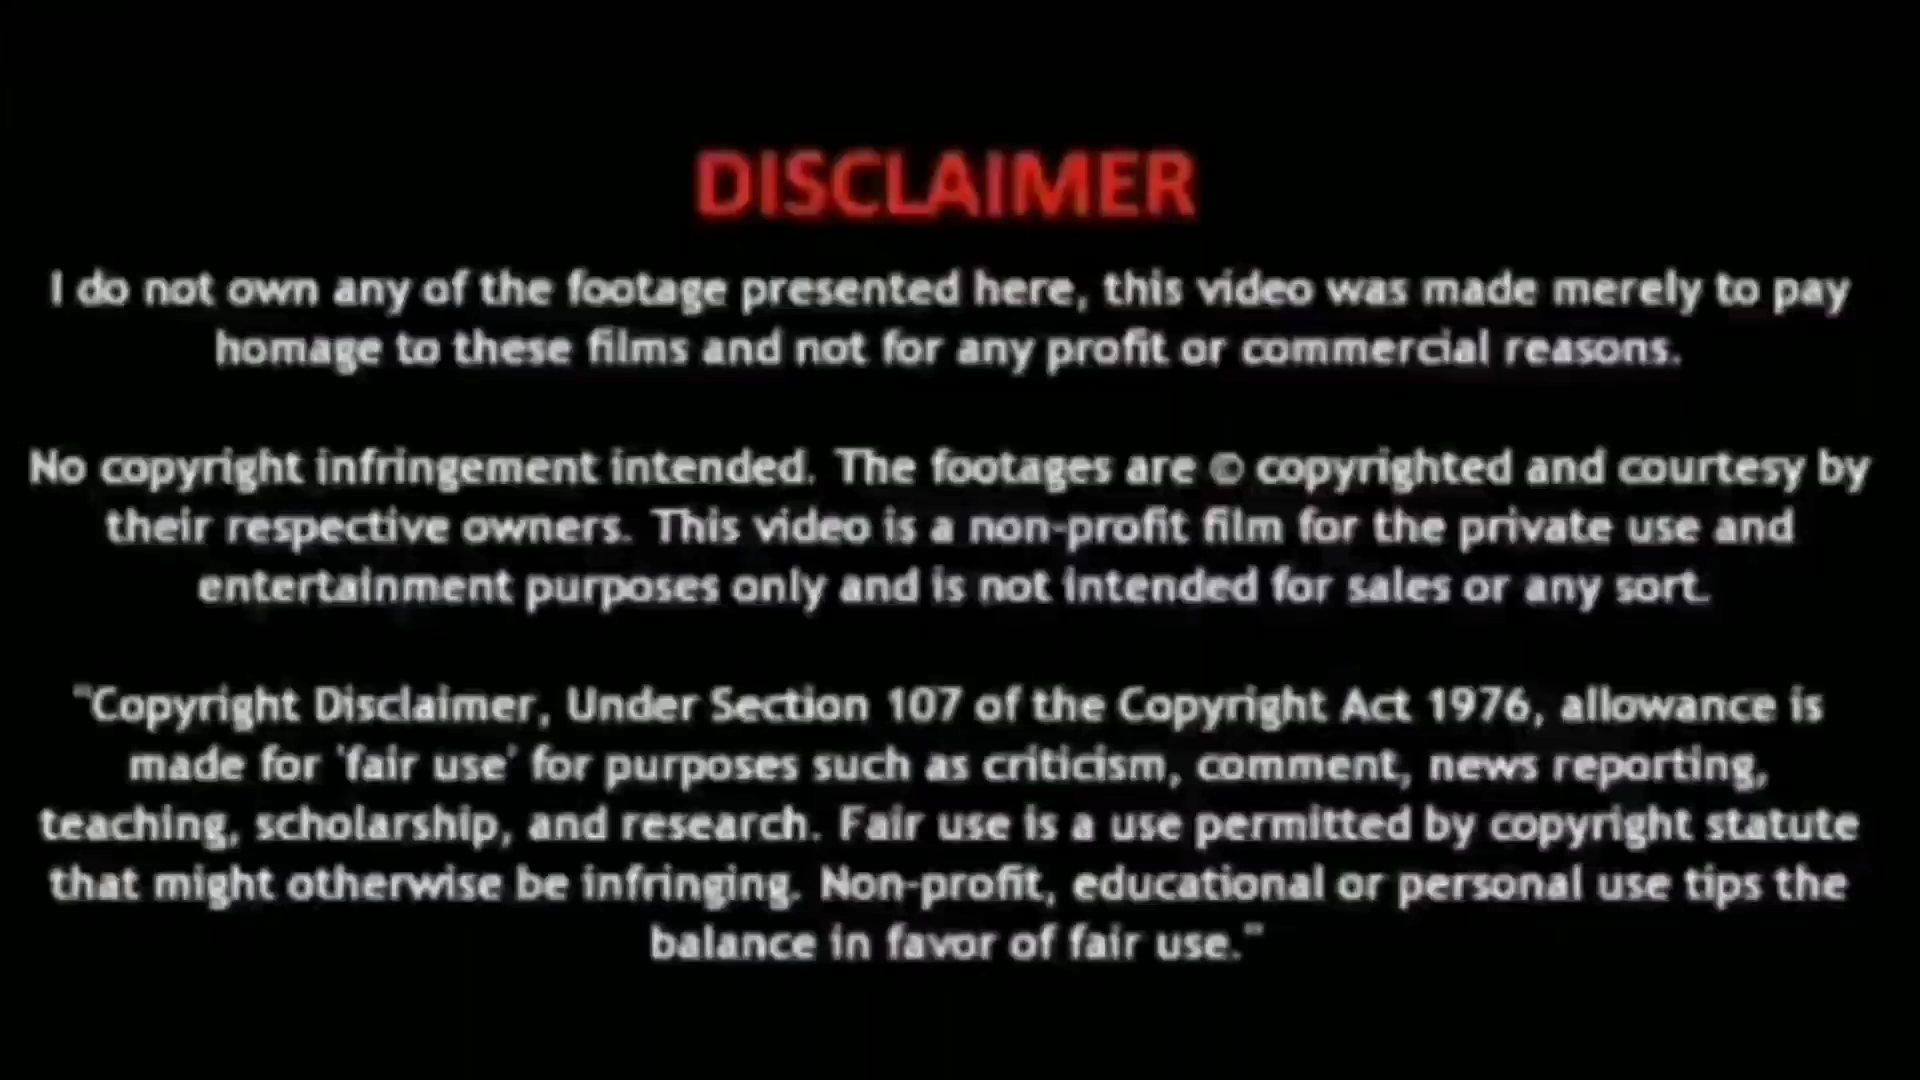 DISCLAIMER
I do not own any of the footage presented here, this video was made merely to pay
homage to these films and not for any profit or commercial reasons.
No copyright infringement intended. The footages are © copyrighted and courtesy by
their respective owners. This video is a non-profit film for the private use and
entertainment purposes only and is not intended for sales or any sort.
"Copyright Disclaimer, Under Section 107 of the Copyright Act 1976, allowance is
made for 'fair use' for purposes such as criticism, comment, news reporting,
teaching, scholarship, and research. Fair use is a use permitted by copyright statute
that might otherwise be infringing. Non-profit, educational or personal use tips the
balance in favor of fair use."